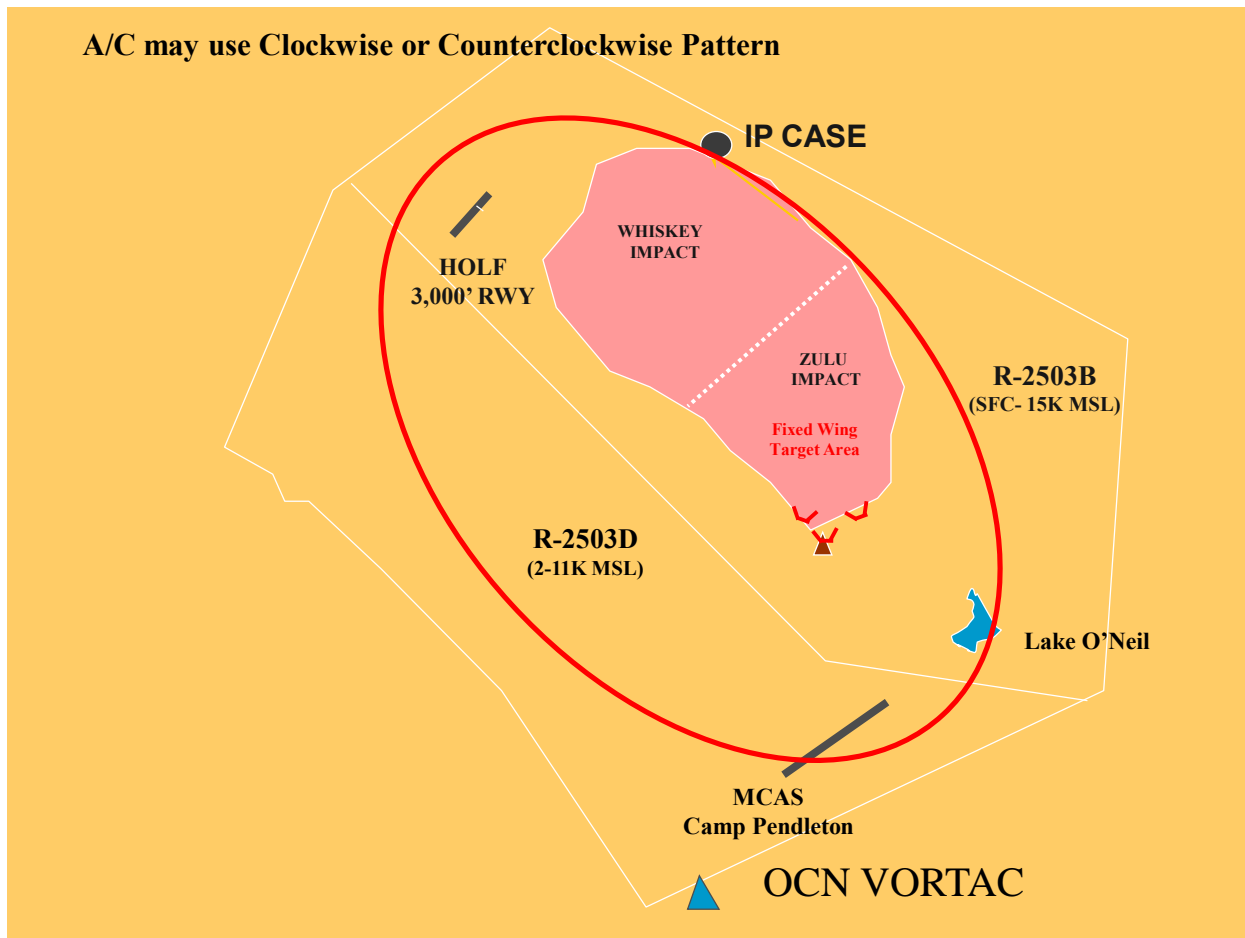 A/C may use Clockwise or Counterclockwise Pattern
IP CASE
WHISKEY
IMPACT
HOLF
3,000’ RWY
ZULU
IMPACT
R-2503B
(SFC- 15K MSL)
Fixed Wing
Target Area
R-2503D
(2-11K MSL)
Lake O’Neil
MCAS
Camp Pendleton
OCN VORTAC